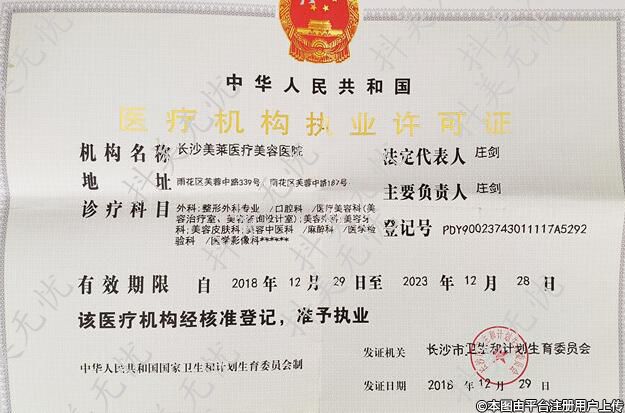 中华人民共和国
医疗机构执业许可证
机构名称 长沙美莱医疗美容医院
法定代表人 庄剑
地 址 雨花区芙蓉中路339号 雨花区芙蓉中路187号
主要负责人 庄剑
诊疗科目 外科;整形外科专业 /口腔科 /医疗美容科(美
容治疗室、美容咨询设计室);美容外科;美容牙
科;美容皮肤科;美容中医科 /麻醉科 /医学检
验科 /医学影像科******
登记号 PDY90023743011117A5292
有效期限 自 2018 年 12 月 29 日至 2023 年 12 月 28 日
该医疗机构经核准登记，准予执业
中华人民共和国国家卫生和计划生育委员会制
发证机关 长沙市卫生和计划生育委员会
发证日期 2018 年 12 月 29 日
抖美无忧
©本图由平台注册用户上传